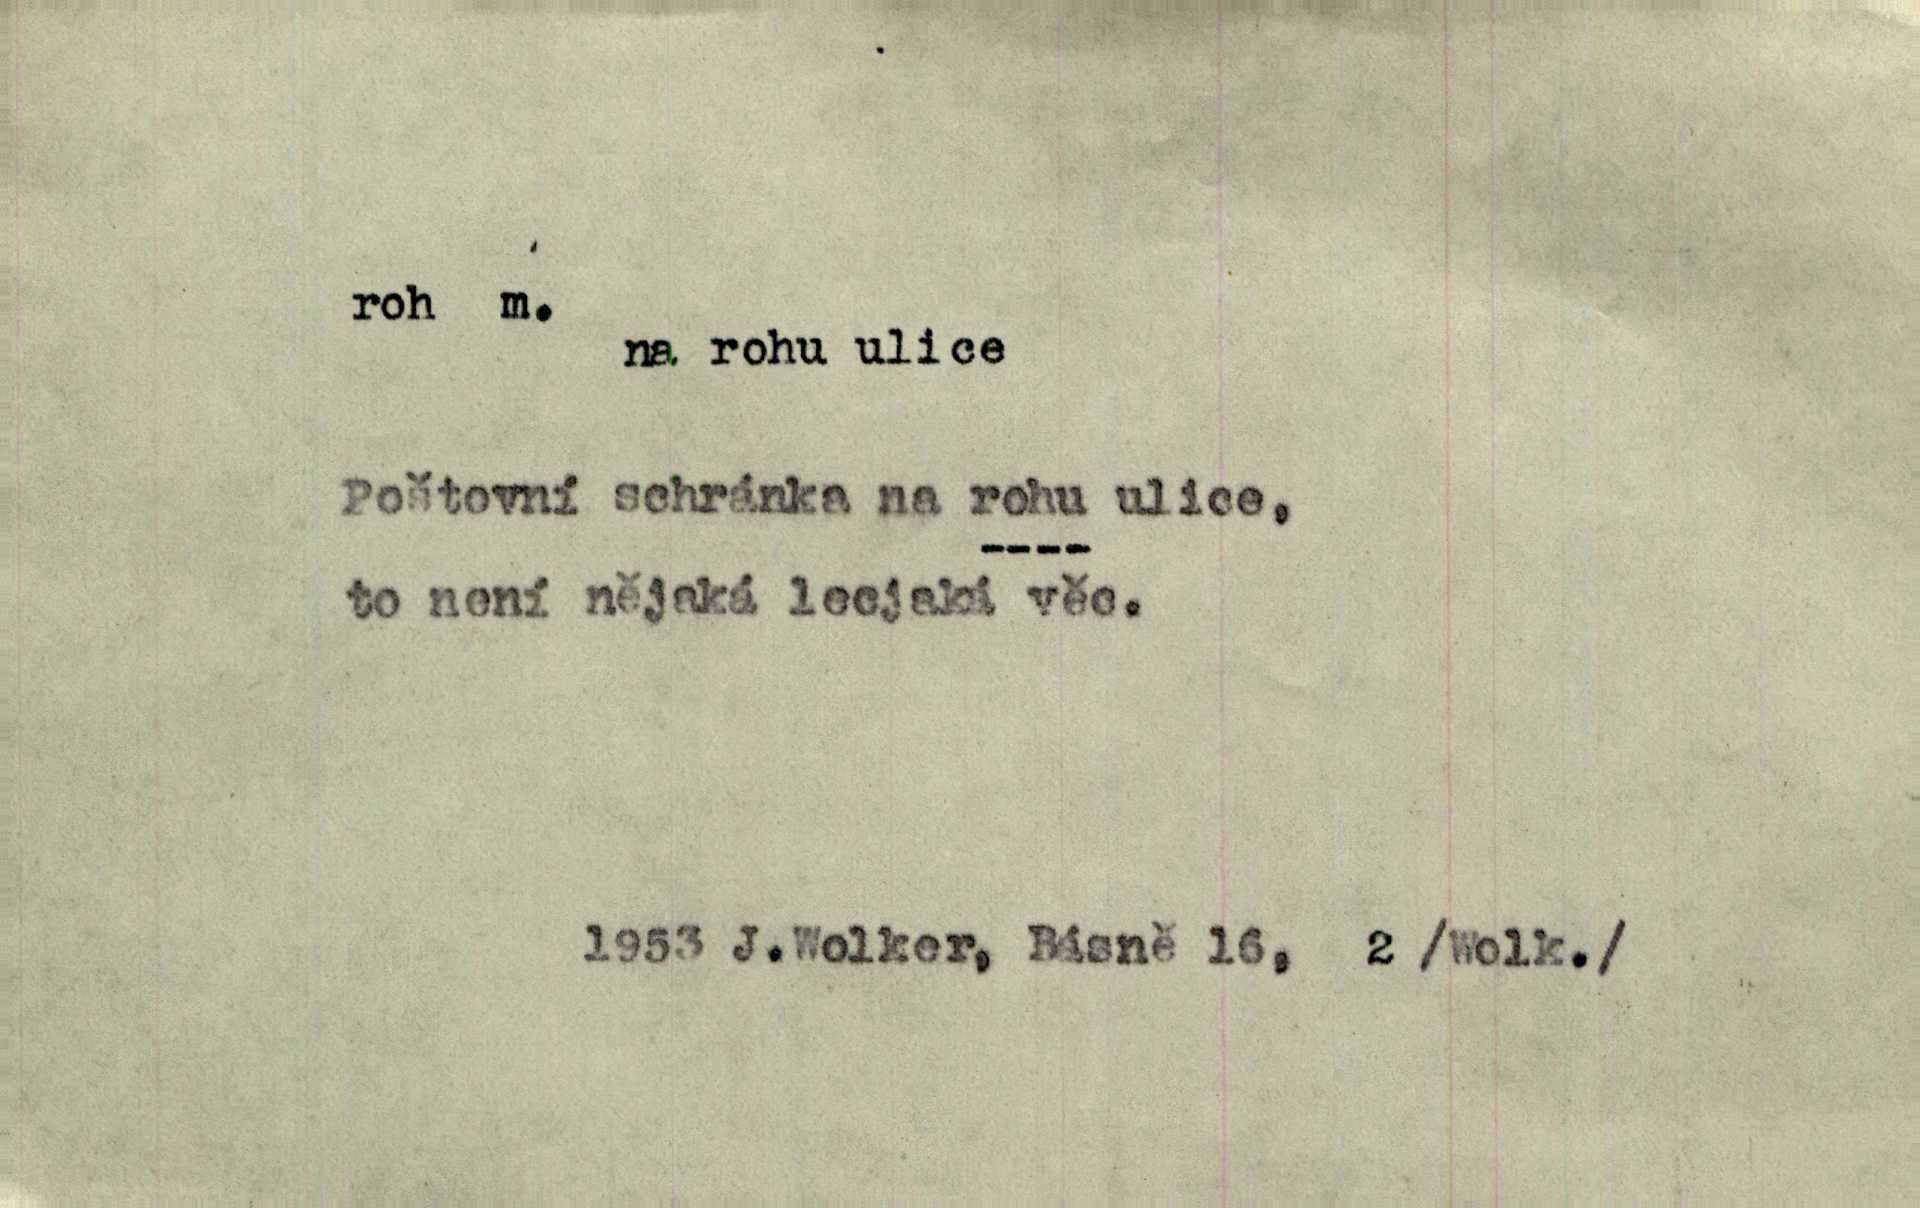 roh m.
na rohu ulice
Poštovní schránka na rohu ulice,
----
to není nějaká lecjaká věc.
1953 J.Wolker, Básně 16, 2 /Wolk./